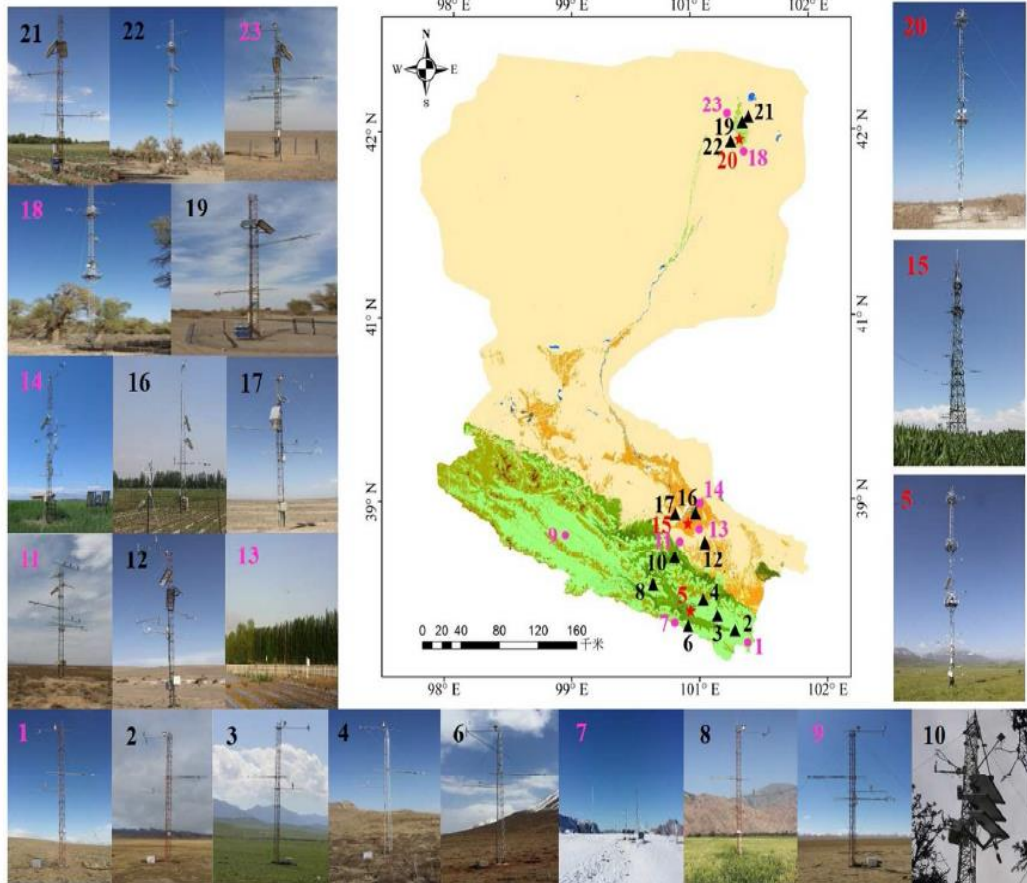 98° E 99° E 101° E 102° E
21 22 23 20
N
W E
S
23 21
19
22
20 18
42° N 42° N
18 19
15
41° N 41° N
14 16 17
39° N 39° N
17 16 14
15 13
9 11
10 12
8
5 4
7 6 3 2
1
5
11 12 13
0 20 40 80 120 160
千米
98° E 99° E 101° E 102° E
1 2 3 4 6 7 8 9 10